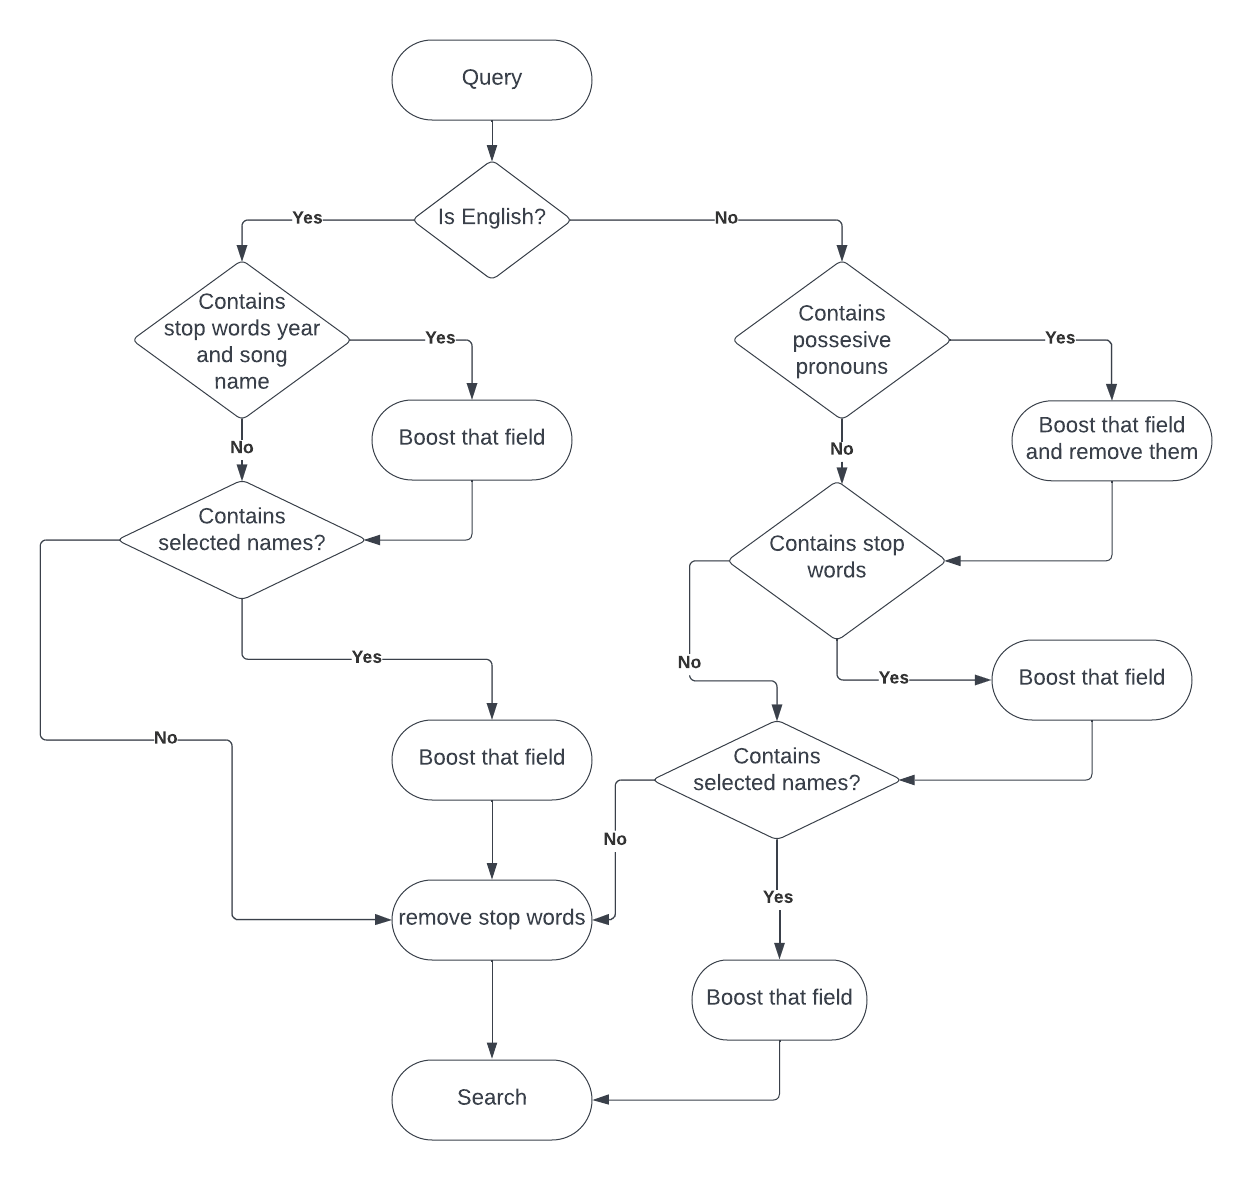 Query
Is English?
Yes
No
Contains
stop words year
and song
name
Yes
Boost that field
No
Contains
selected names?
Yes
No
Boost that field
remove stop words
Search
Contains
possesive
pronouns
Yes
Boost that field
and remove them
No
Contains stop
words
No
Yes
Boost that field
Contains
selected names?
No
Yes
Boost that field